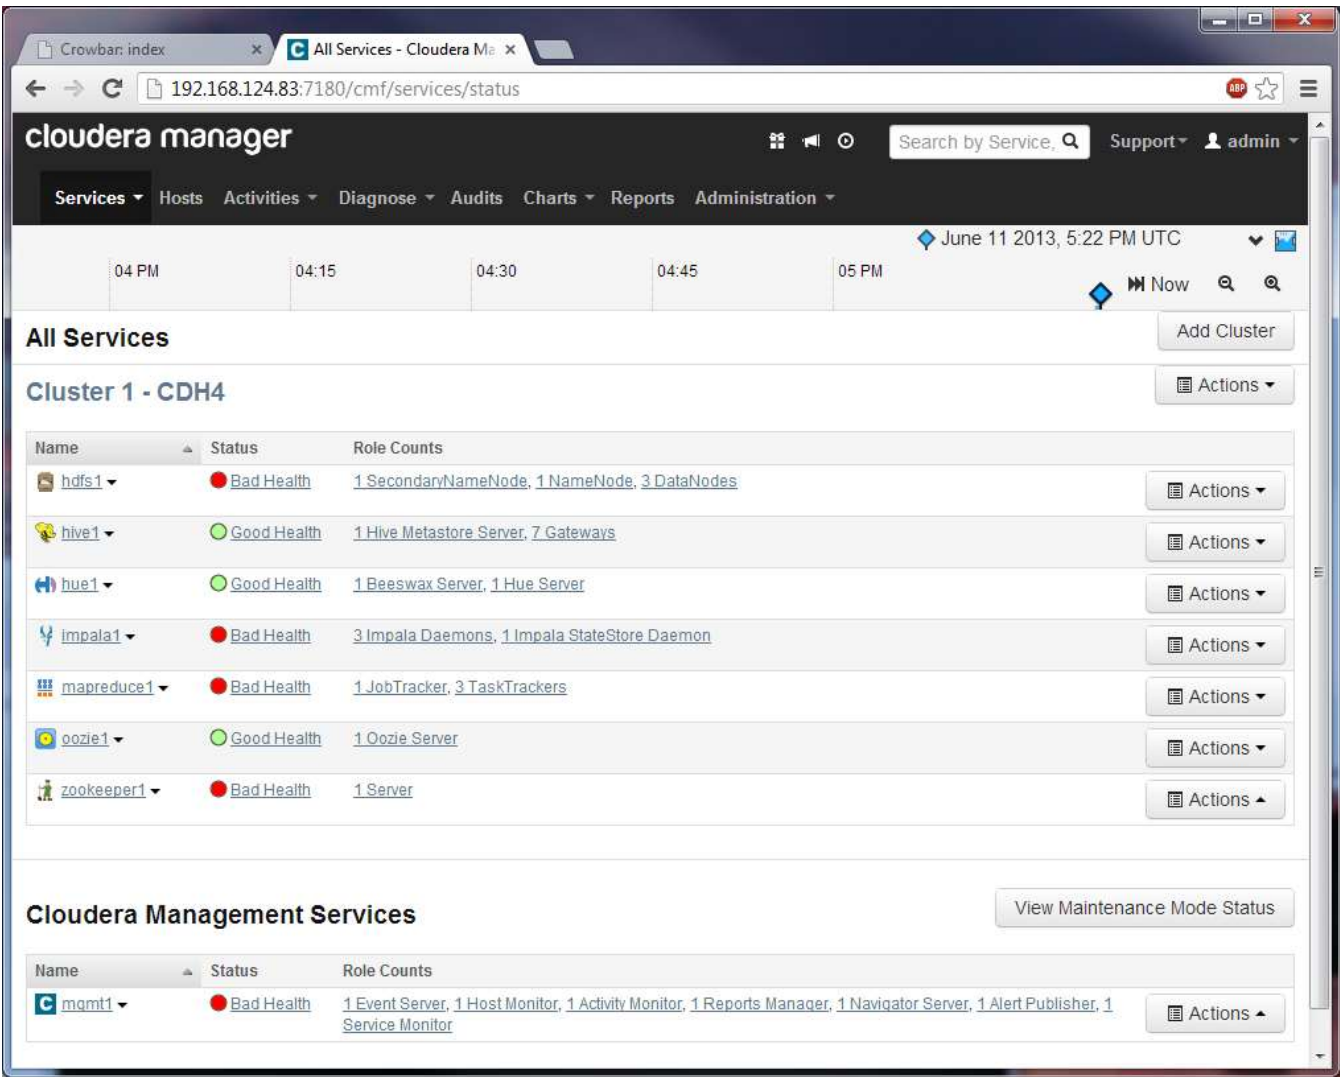 Crowbar: index
All Services - Cloudera Ma
192.168.124.83:7180/cmf/services/status
ABP
cloudera manager
Search by Service,
Support
admin
Services Hosts Activities Diagnose Audits Charts Reports Administration
June 11 2013, 5:22 PM UTC
04 PM 04:15 04:30 04:45 05 PM
Now
All Services
Add Cluster
Cluster 1 - CDH4
Actions
Name Status Role Counts
hdfs1 Bad Health 1 SecondaryNameNode, 1 NameNode, 3 DataNodes Actions
hive1 Good Health 1 Hive Metastore Server, 7 Gateways Actions
hue1 Good Health 1 Beeswax Server, 1 Hue Server Actions
impala1 Bad Health 3 Impala Daemons, 1 Impala StateStore Daemon Actions
mapreduce1 Bad Health 1 JobTracker, 3 TaskTrackers Actions
oozie1 Good Health 1 Oozie Server Actions
zookeeper1 Bad Health 1 Server Actions
Cloudera Management Services
View Maintenance Mode Status
Name Status Role Counts
C mgmt1 Bad Health 1 Event Server, 1 Host Monitor, 1 Activity Monitor, 1 Reports Manager, 1 Navigator Server, 1 Alert Publisher, 1
Service Monitor
Actions